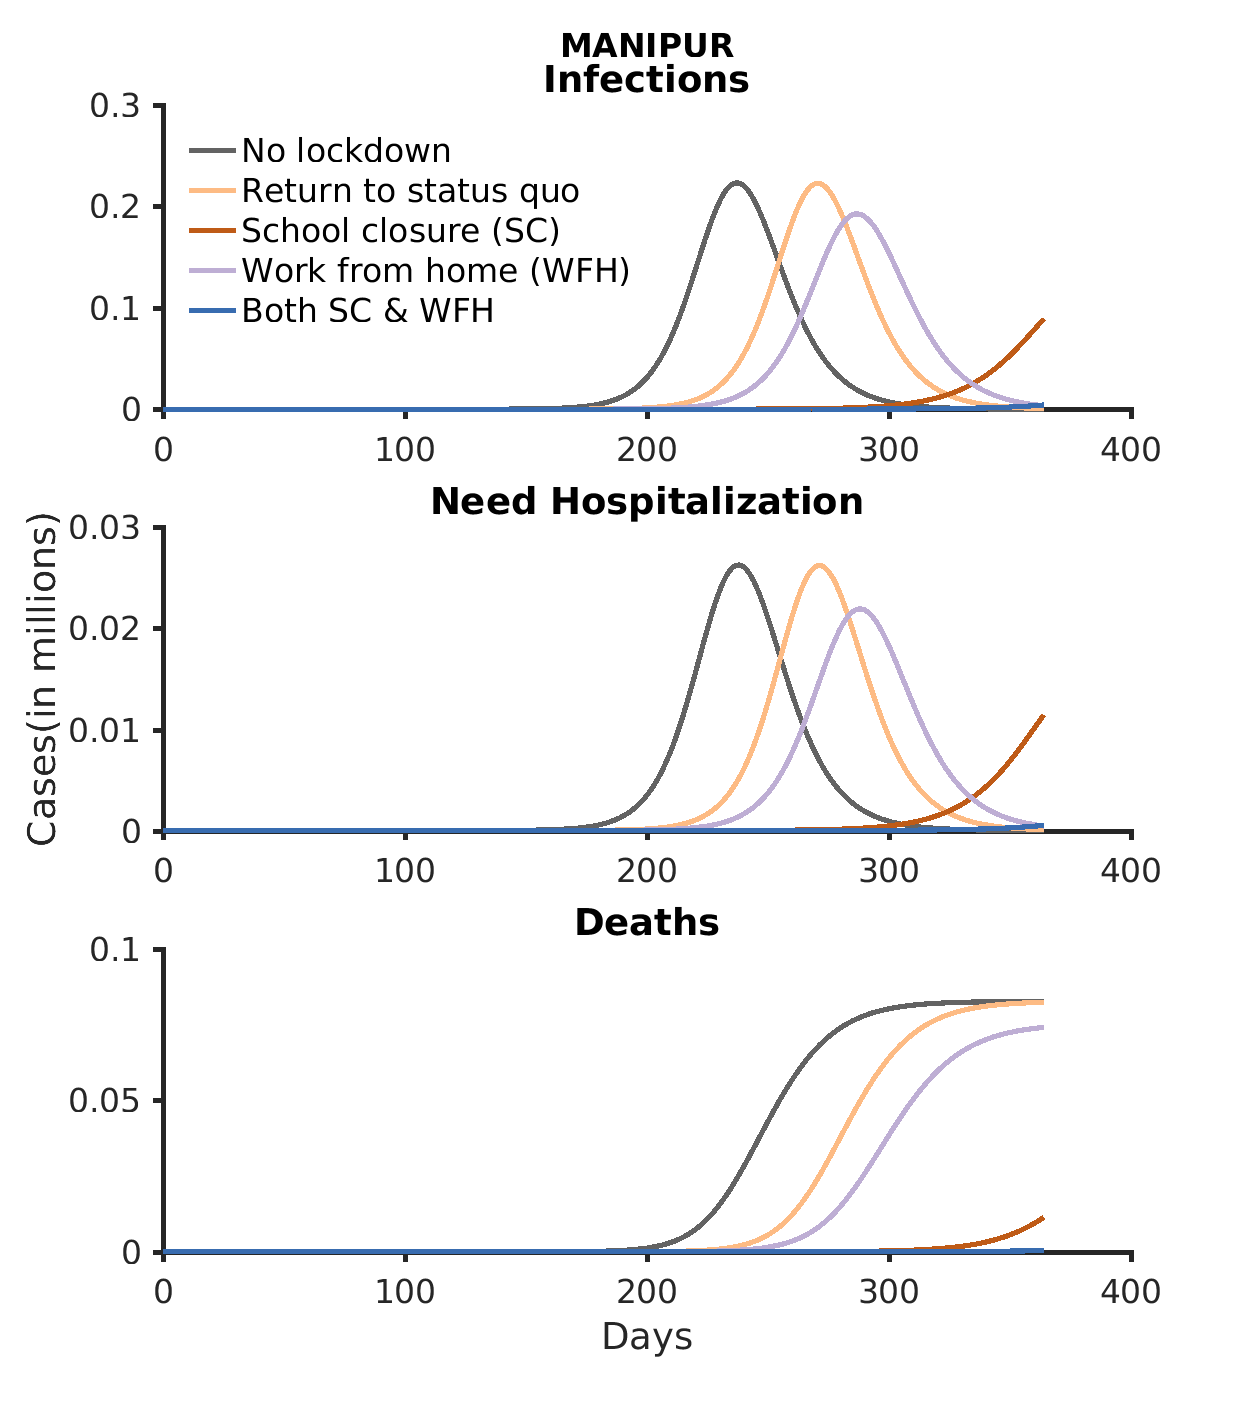 MANIPUR
Infections
0.3
0.2
0.1
0
No lockdown
Return to status quo
School closure (SC)
Work from home (WFH)
Both SC & WFH
0 100 200 300 400
Need Hospitalization
Cases(in millions)
0.03
0.02
0.01
0
0 100 200 300 400
Deaths
0.1
0.05
0
0 100 200 300 400
Days